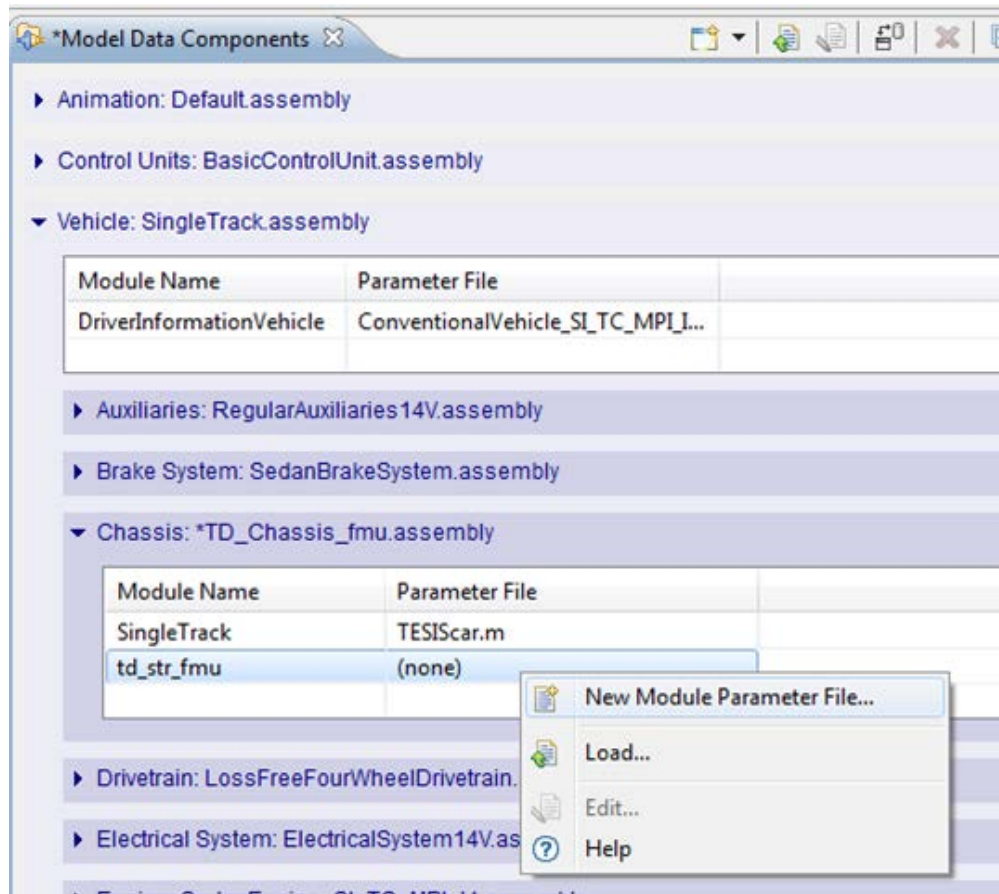 *Model Data Components
Animation: Default.assembly
Control Units: BasicControlUnit.assembly
Vehicle: SingleTrack.assembly
Module Name Parameter File
DriverInformationVehicle ConventionalVehicle_SI_TC_MPI_I...
Auxiliaries: RegularAuxiliaries14V.assembly
Brake System: SedanBrakeSystem.assembly
Chassis: *TD_Chassis_fmu.assembly
Module Name Parameter File
SingleTrack TESIScar.m
td_str_fmu (none)
New Module Parameter File...
Load...
Drivetrain: LossFreeFourWheelDrivetrain.
Edit...
Electrical System: ElectricalSystem14V.as
Help